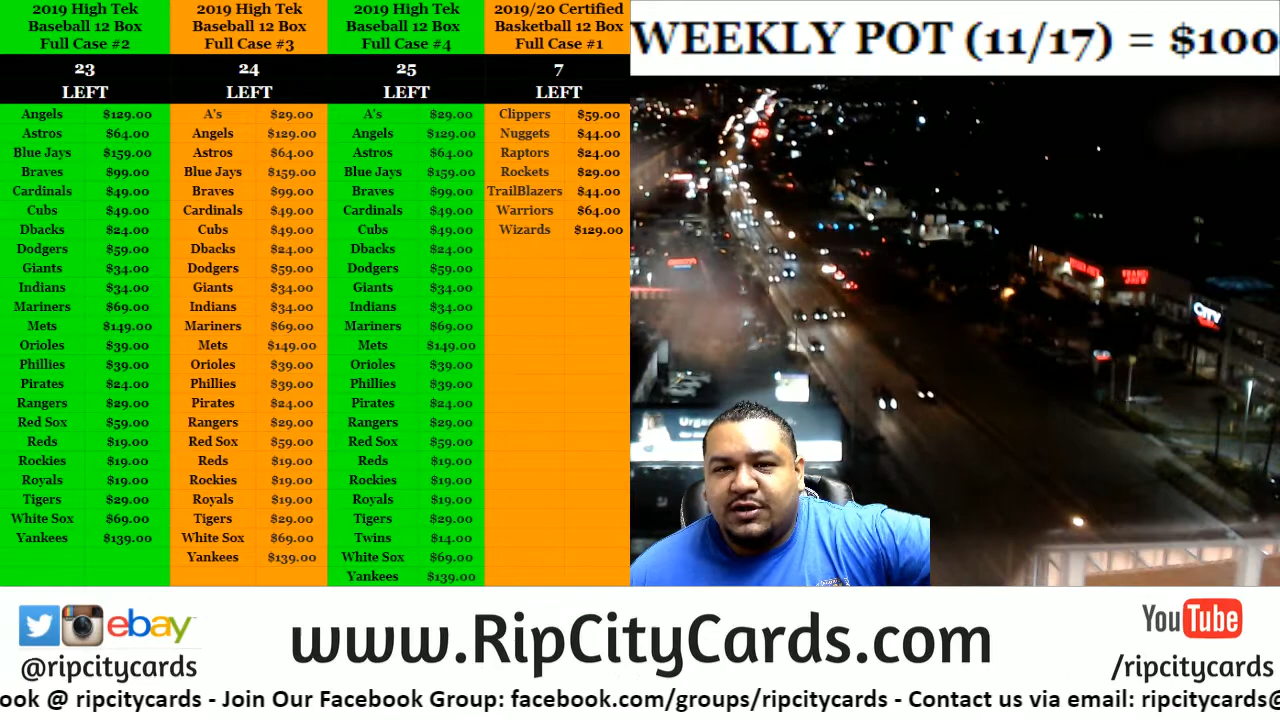 2019 High Tek
Baseball 12 Box
Full Case #2
23
LEFT
Angels $129.00
Astros $64.00
Blue Jays $159.00
Braves $99.00
Cardinals $49.00
Cubs $49.00
Dbacks $24.00
Dodgers $59.00
Giants $34.00
Indians $34.00
Mariners $69.00
Mets $149.00
Orioles $39.00
Phillies $39.00
Pirates $24.00
Rangers $29.00
Red Sox $59.00
Reds $19.00
Rockies $19.00
Royals $19.00
Tigers $29.00
White Sox $69.00
Yankees $139.00
2019 High Tek
Baseball 12 Box
Full Case #3
24
LEFT
A's $29.00
Angels $129.00
Astros $64.00
Blue Jays $159.00
Braves $99.00
Cardinals $49.00
Cubs $49.00
Dbacks $24.00
Dodgers $59.00
Giants $34.00
Indians $34.00
Mariners $69.00
Mets $149.00
Orioles $39.00
Phillies $39.00
Pirates $24.00
Rangers $29.00
Red Sox $59.00
Reds $19.00
Rockies $19.00
Royals $19.00
Tigers $29.00
White Sox $69.00
Yankees $139.00
2019 High Tek
Baseball 12 Box
Full Case #4
25
LEFT
A's $29.00
Angels $129.00
Astros $64.00
Blue Jays $159.00
Braves $99.00
Cardinals $49.00
Cubs $49.00
Dbacks $24.00
Dodgers $59.00
Giants $34.00
Indians $34.00
Mariners $69.00
Mets $149.00
Orioles $39.00
Phillies $39.00
Pirates $24.00
Rangers $29.00
Red Sox $59.00
Reds $19.00
Rockies $19.00
Royals $19.00
Tigers $29.00
Twins $14.00
White Sox $69.00
Yankees $139.00
2019/20 Certified
Basketball 12 Box
Full Case #1
7
LEFT
Clippers $59.00
Nuggets $44.00
Raptors $24.00
Rockets $29.00
TrailBlazers $44.00
Warriors $64.00
Wizards $129.00
WEEKLY POT (11/17) = $100
CITY
ebay
@ripcitycards
www.RipCityCards.com
YouTube
/ripcitycards
ook @ ripcitycards - Join Our Facebook Group: facebook.com/groups/ripcitycards - Contact us via email: ripcitycards@